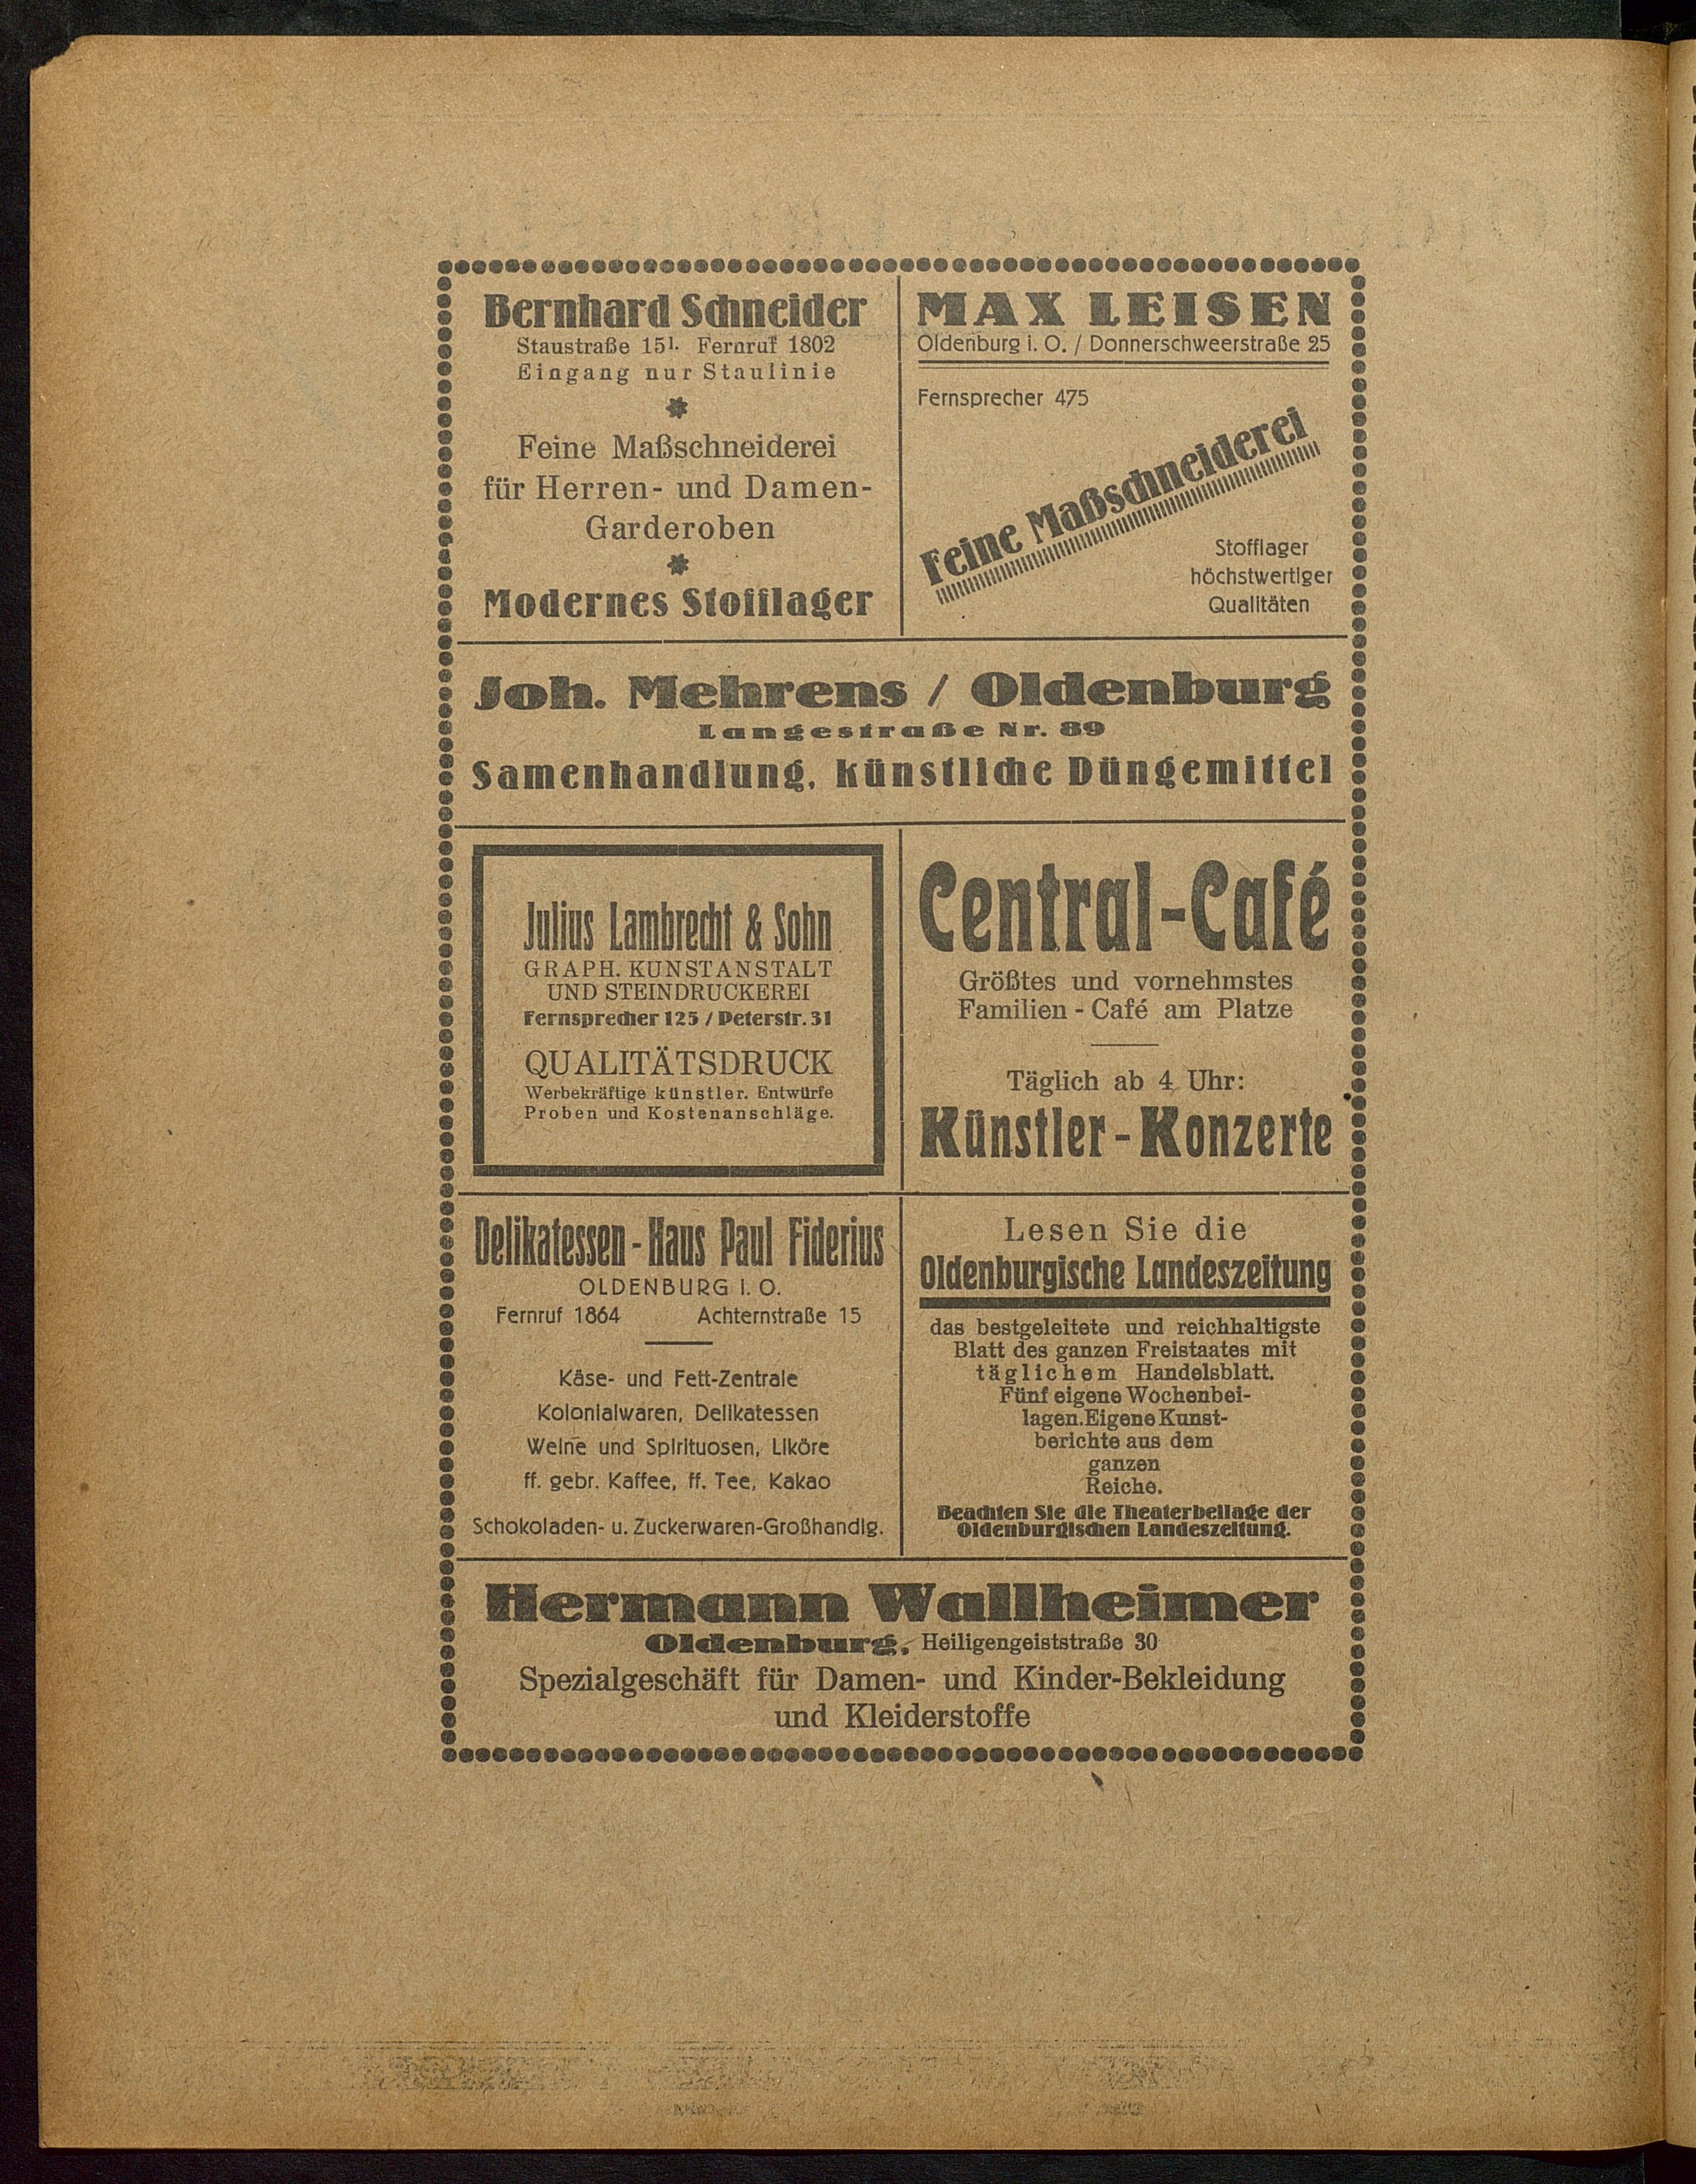 Bernhard Schneider
Staustraße 15I. Fernruf 1802
Eingang nur Staulinie
Feine Maßschneiderei
für Herren- und Damen-
Garderoben
Modernes Stofflager
MAX LEISEN
Oldenburg i. O. / Donnerschweerstraße 25
Fernsprecher 475
Feine Maßschneiderei
Stofflager
höchstwertiger
Qualitäten
Joh. Mehrens / Oldenburg
Langestraße Nr. 89
Samenhandlung, künstliche Düngemittel
Julius Lambrecht & Sohn
GRAPH. KUNSTANSTALT
UND STEINDRUCKEREI
Fernsprecher 125 / Peterstr. 31
QUALITÄTSDRUCK
Werbekräftige künstler. Entwürfe
Proben und Kostenanschläge.
Central-Café
Größtes und vornehmstes
Familien-Café am Platze
Täglich ab 4 Uhr:
Künstler-Konzerte
Delikatessen-Haus Paul Fiderius
OLDENBURG I. O.
Fernruf 1864 Achternstraße 15
Käse- und Fett-Zentrale
Kolonialwaren, Delikatessen
Weine und Spirituosen, Liköre
ff. gebr. Kaffee, ff. Tee, Kakao
Schokoladen- u. Zuckerwaren-Großhandlg.
Lesen Sie die
Oldenburgische Landeszeitung
das bestgeleitete und reichhaltigste
Blatt des ganzen Freistaates mit
täglichem Handelsblatt.
Fünf eigene Wochenbei-
lagen. Eigene Kunst-
berichte aus dem
ganzen
Reiche.
Beachten Sie die Theaterbeilage der
Oldenburgischen Landeszeitung.
Hermann Wallheimer
Oldenburg, Heiligengeiststraße 30
Spezialgeschäft für Damen- und Kinder-Bekleidung
und Kleiderstoffe